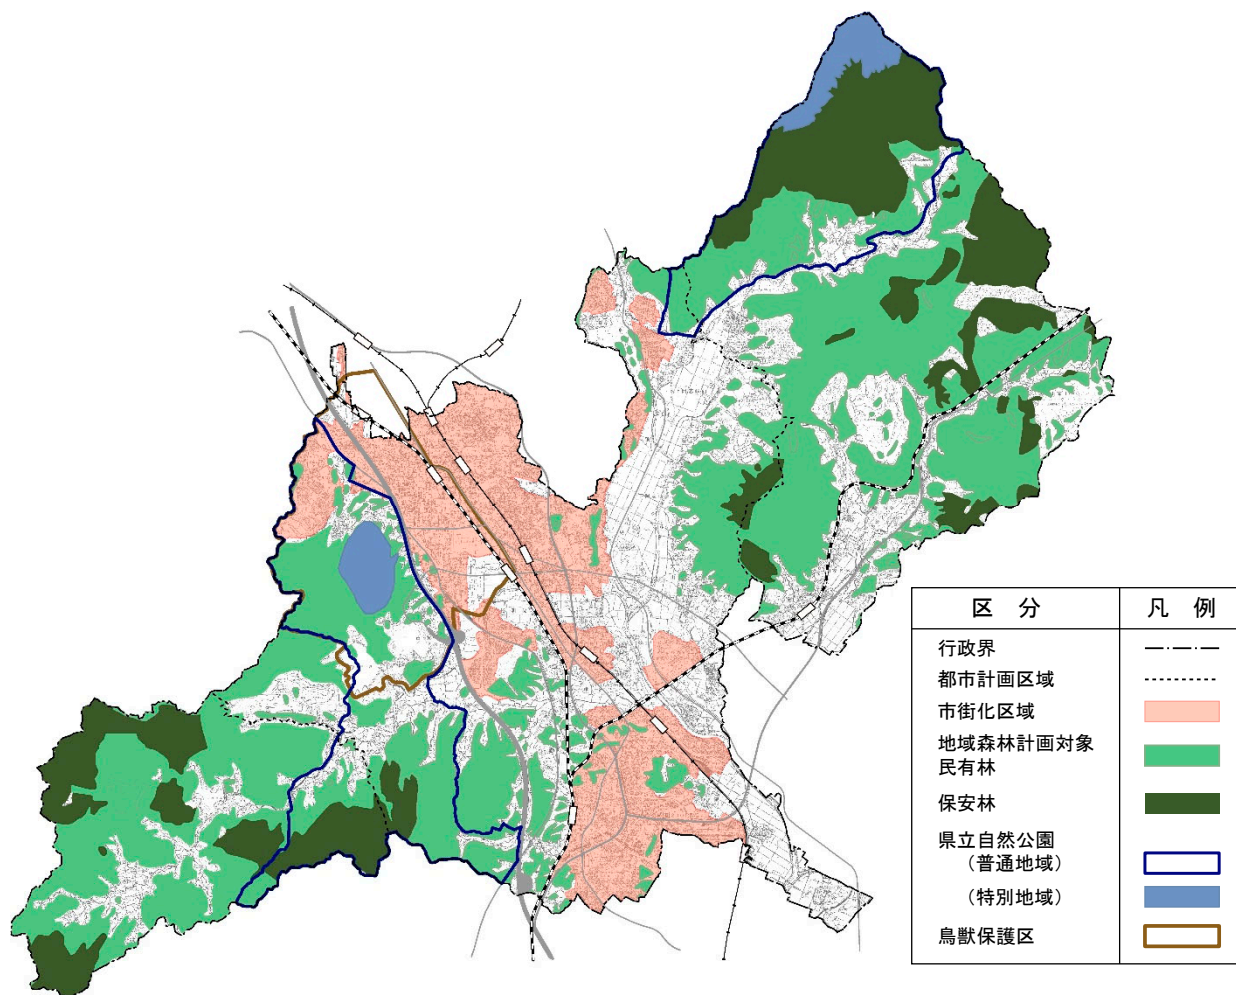 区 分 凡 例
行政界
都市計画区域
市街化区域
地域森林計画対象
民有林
保安林
県立自然公園
（普通地域）
（特別地域）
鳥獣保護区